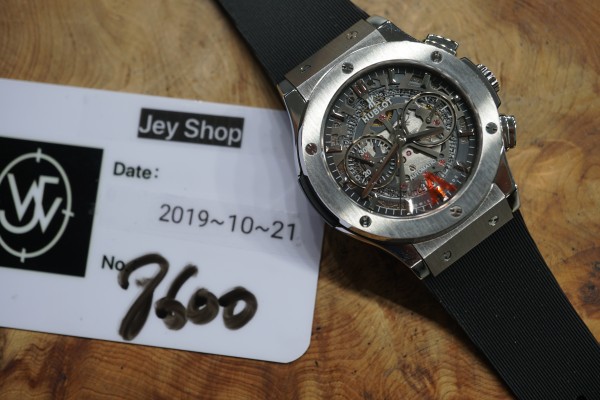 Jey Shop
Date:
2019~10~21
No
7600
HUBLOT